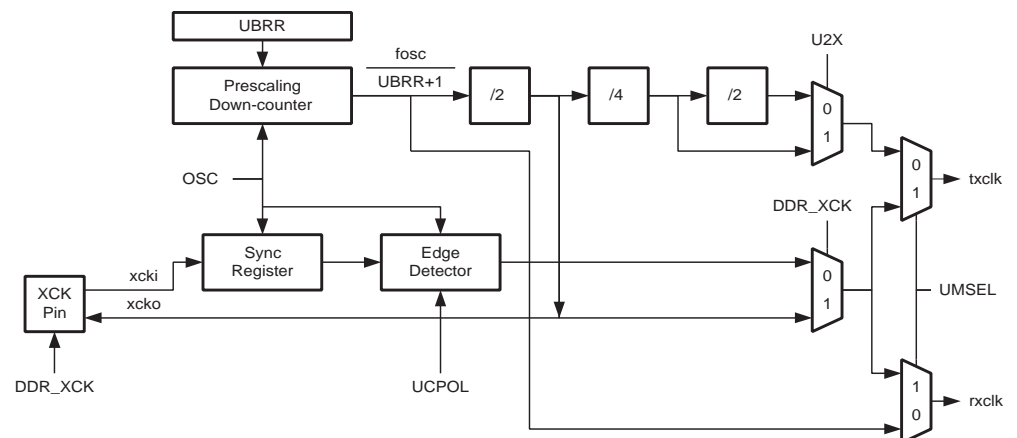 UBRR
Prescaling
Down-counter
fosc
UBRR+1
/2
/4
/2
U2X
0
1
OSC
0
1
txclk
DDR_XCK
xcki
Sync
Register
Edge
Detector
0
1
UMSEL
XCK
Pin
xcko
DDR_XCK
UCPOL
1
0
rxclk